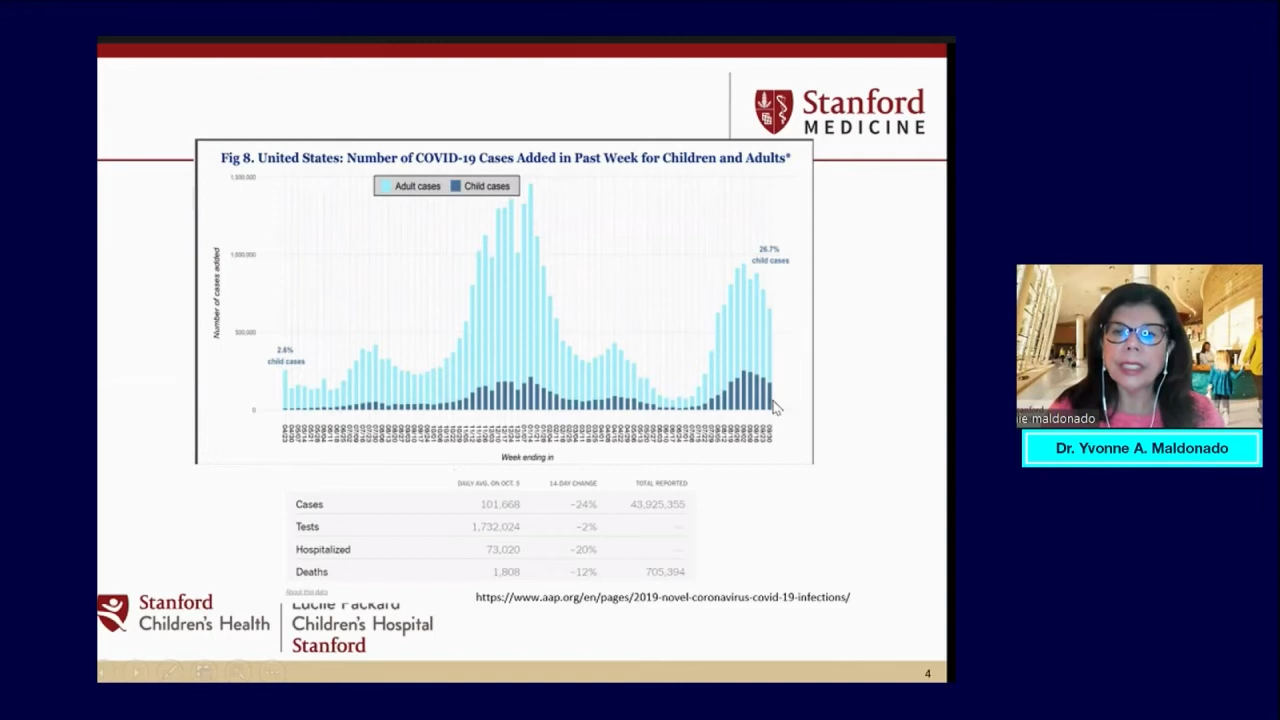 Stanford
MEDICINE
Fig 8. United States: Number of COVID-19 Cases Added in Past Week for Children and Adults*
Adult cases Child cases
1,500,000
1,000,000
500,000
0
Number of cases added
2.6%
child cases
26.7%
child cases
Week ending in
DAILY AVG. ON OCT. 5 14-DAY CHANGE TOTAL REPORTED
Cases 101,668 –24% 43,925,355
Tests 1,732,024 –2% —
Hospitalized 73,020 –20% —
Deaths 1,808 –12% 705,394
About this data
https://www.aap.org/en/pages/2019-novel-coronavirus-covid-19-infections/
Stanford
Children's Health
Lucile Packard
Children's Hospital
Stanford
4
nie maldonado
Dr. Yvonne A. Maldonado